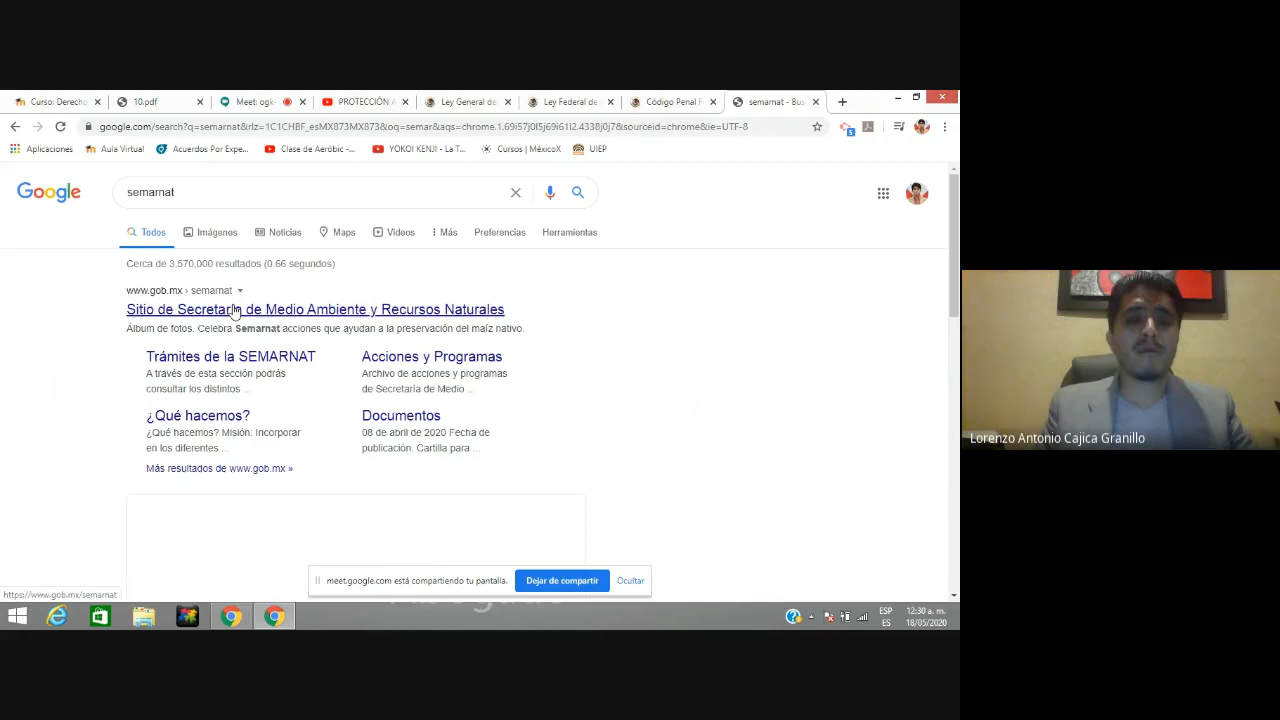 Curso: Derecho
10.pdf
Meet: ogk
PROTECCIÓN A
Ley General de
Ley Federal de
Código Penal F
semarnat - Bus
google.com/search?q=semarnat&rlz=1C1CHBF_esMX873MX873&oq=semar&aqs=chrome.1.69i57j0l5j69i61l2.4338j0j7&sourceid=chrome&ie=UTF-8
5
Aplicaciones
Aula Virtual
Acuerdos Por Expe...
Clase de Aeróbic -...
YOKOI KENJI - La T...
Cursos | MéxicoX
UIEP
Google
semarnat
Todos
Imágenes
Noticias
Maps
Videos
Más
Preferencias
Herramientas
Cerca de 3,570,000 resultados (0.66 segundos)
www.gob.mx › semarnat
Sitio de Secretaría de Medio Ambiente y Recursos Naturales
Álbum de fotos. Celebra Semarnat acciones que ayudan a la preservación del maíz nativo.
Trámites de la SEMARNAT
A través de esta sección podrás
consultar los distintos ...
Acciones y Programas
Archivo de acciones y programas
de Secretaría de Medio ...
¿Qué hacemos?
¿Qué hacemos? Misión: Incorporar
en los diferentes ...
Documentos
08 de abril de 2020 Fecha de
publicación. Cartilla para ...
Más resultados de www.gob.mx »
Lorenzo Antonio Cajica Granillo
meet.google.com está compartiendo tu pantalla.
Dejar de compartir
Ocultar
https://www.gob.mx/semarnat
ESP
ES
12:30 a. m.
18/05/2020